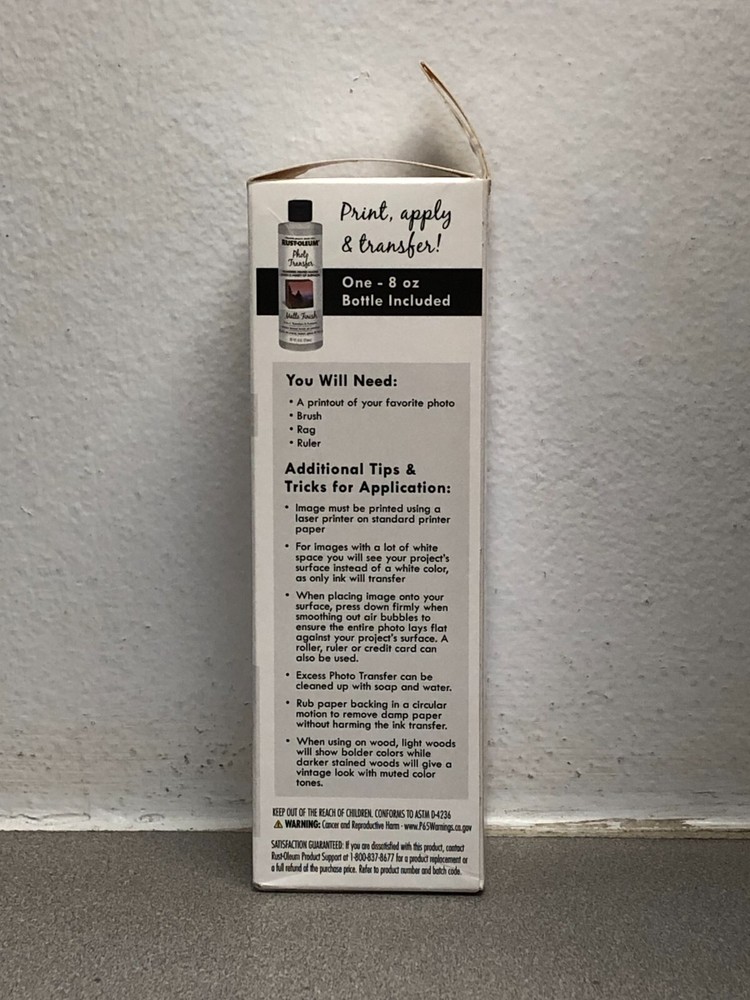 Print, apply
& transfer!
RUST-OLEUM
Photo
Transfer
Matte Finish
One - 8 oz
Bottle Included
You Will Need:
• A printout of your favorite photo
• Brush
• Rag
• Ruler
Additional Tips &
Tricks for Application:
• Image must be printed using a
laser printer on standard printer
paper
• For images with a lot of white
space you will see your project's
surface instead of a white color,
as only ink will transfer
• When placing image onto your
surface, press down firmly when
smoothing out air bubbles to
ensure the entire photo lays flat
against your project's surface. A
roller, ruler or credit card can
also be used.
• Excess Photo Transfer can be
cleaned up with soap and water.
• Rub paper backing in a circular
motion to remove damp paper
without harming the ink transfer.
• When using on wood, light woods
will show bolder colors while
darker stained woods will give a
vintage look with muted color
tones.
KEEP OUT OF THE REACH OF CHILDREN. CONFORMS TO ASTM D-4236
⚠ WARNING: Cancer and Reproductive Harm - www.P65Warnings.ca.gov
SATISFACTION GUARANTEED: If you are dissatisfied with this product, contact
Rust-Oleum Product Support at 1-800-837-8677 for a product replacement or
a full refund of the purchase price. Refer to product number and batch code.